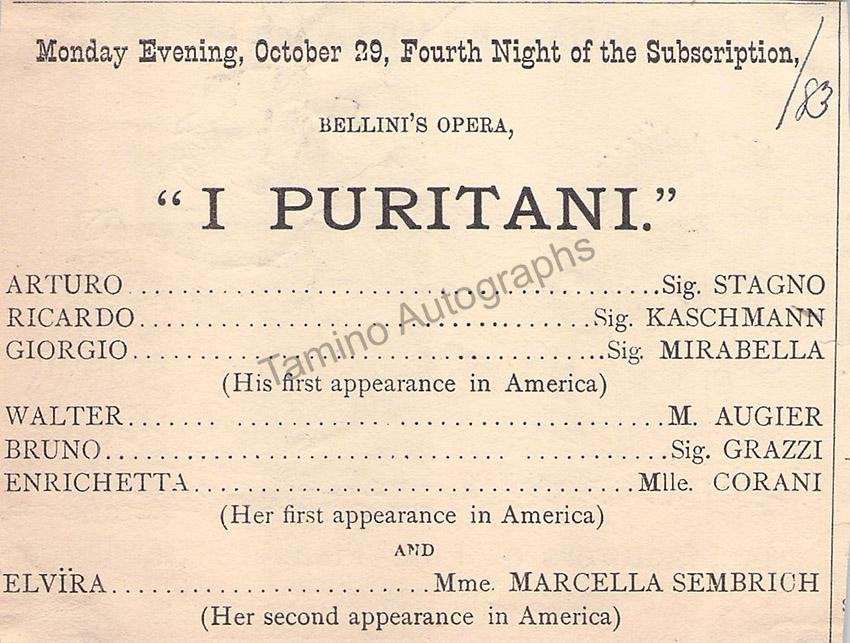 Monday Evening, October 29, Fourth Night of the Subscription,
/83
BELLINI'S OPERA,
"I PURITANI."
ARTURO........................................Sig. STAGNO
RICARDO........................................Sig. KASCHMANN
GIORGIO........................................Sig. MIRABELLA
(His first appearance in America)
WALTER........................................M. AUGIER
BRUNO........................................Sig. GRAZZI
ENRICHETTA........................................Mlle. CORANI
(Her first appearance in America)
AND
ELVÏRA........................................Mme. MARCELLA SEMBRICH
(Her second appearance in America)
Tamino Autographs